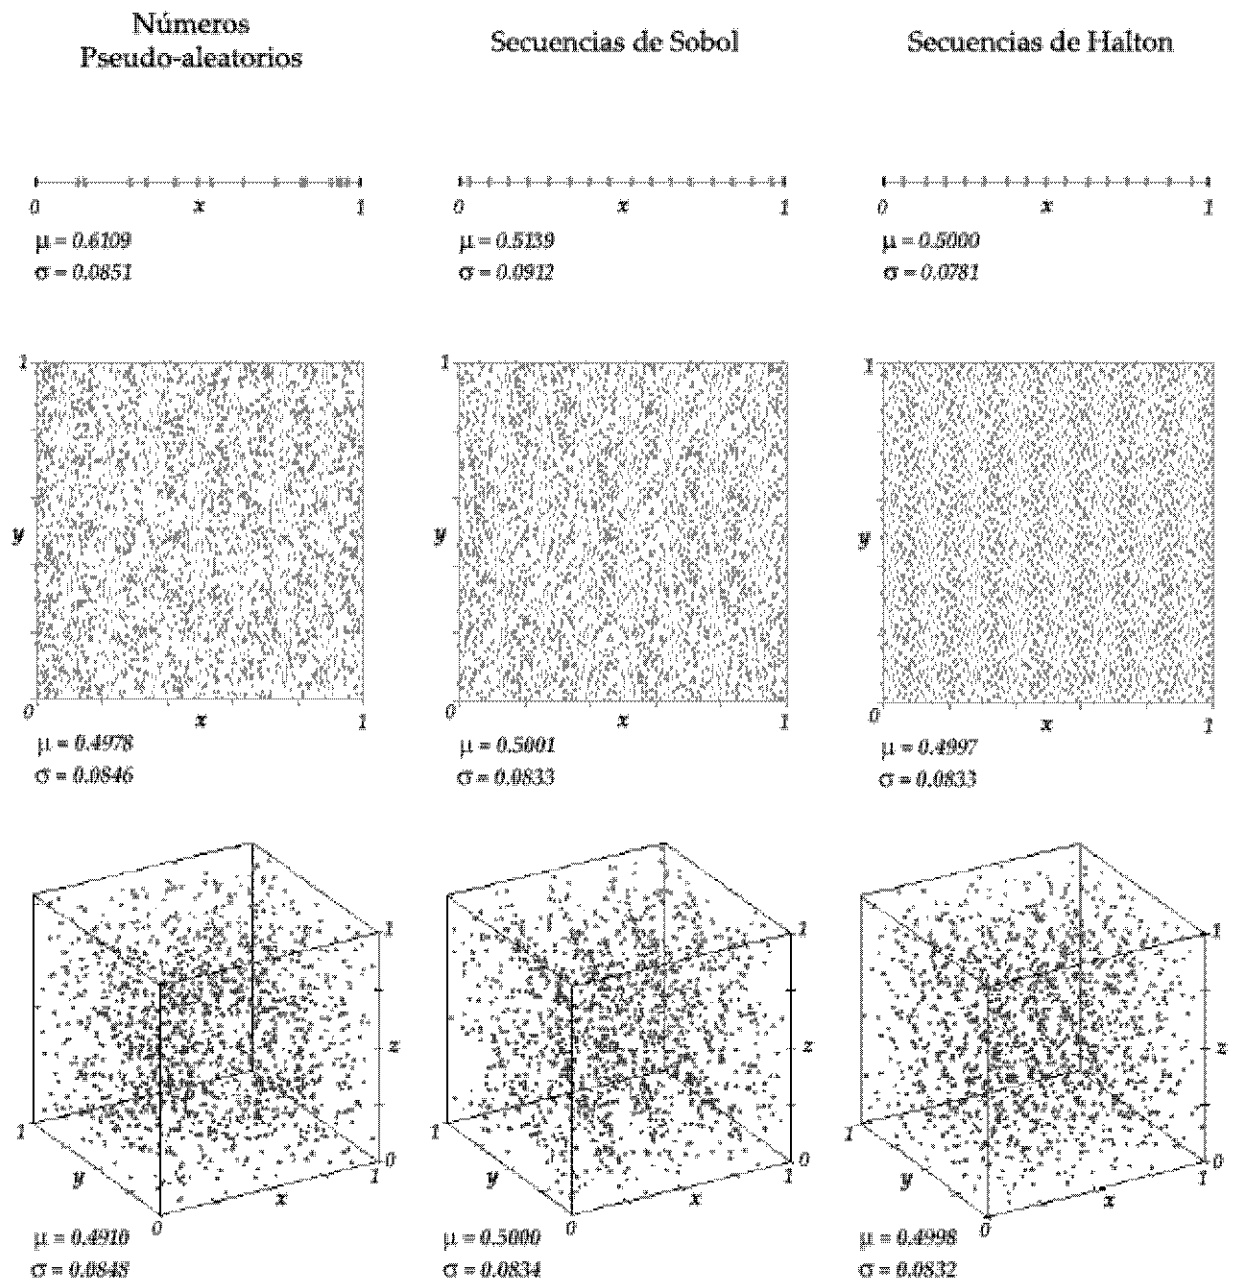 Números
Pseudo-aleatorios
Secuencias de Sobol
Secuencias de Halton
0 x 1
μ = 0.6109
σ = 0.0851
0 x 1
μ = 0.5139
σ = 0.0912
0 x 1
μ = 0.5000
σ = 0.0781
1
y
0 x 1
μ = 0.4978
σ = 0.0846
1
y
0 x 1
μ = 0.5001
σ = 0.0833
1
y
0 x 1
μ = 0.4997
σ = 0.0833
1
z
0
1
y
0
x
1
μ = 0.4910
σ = 0.0848
1
z
0
1
y
0
x
1
μ = 0.5000
σ = 0.0834
1
z
0
1
y
0
x
1
μ = 0.4998
σ = 0.0832